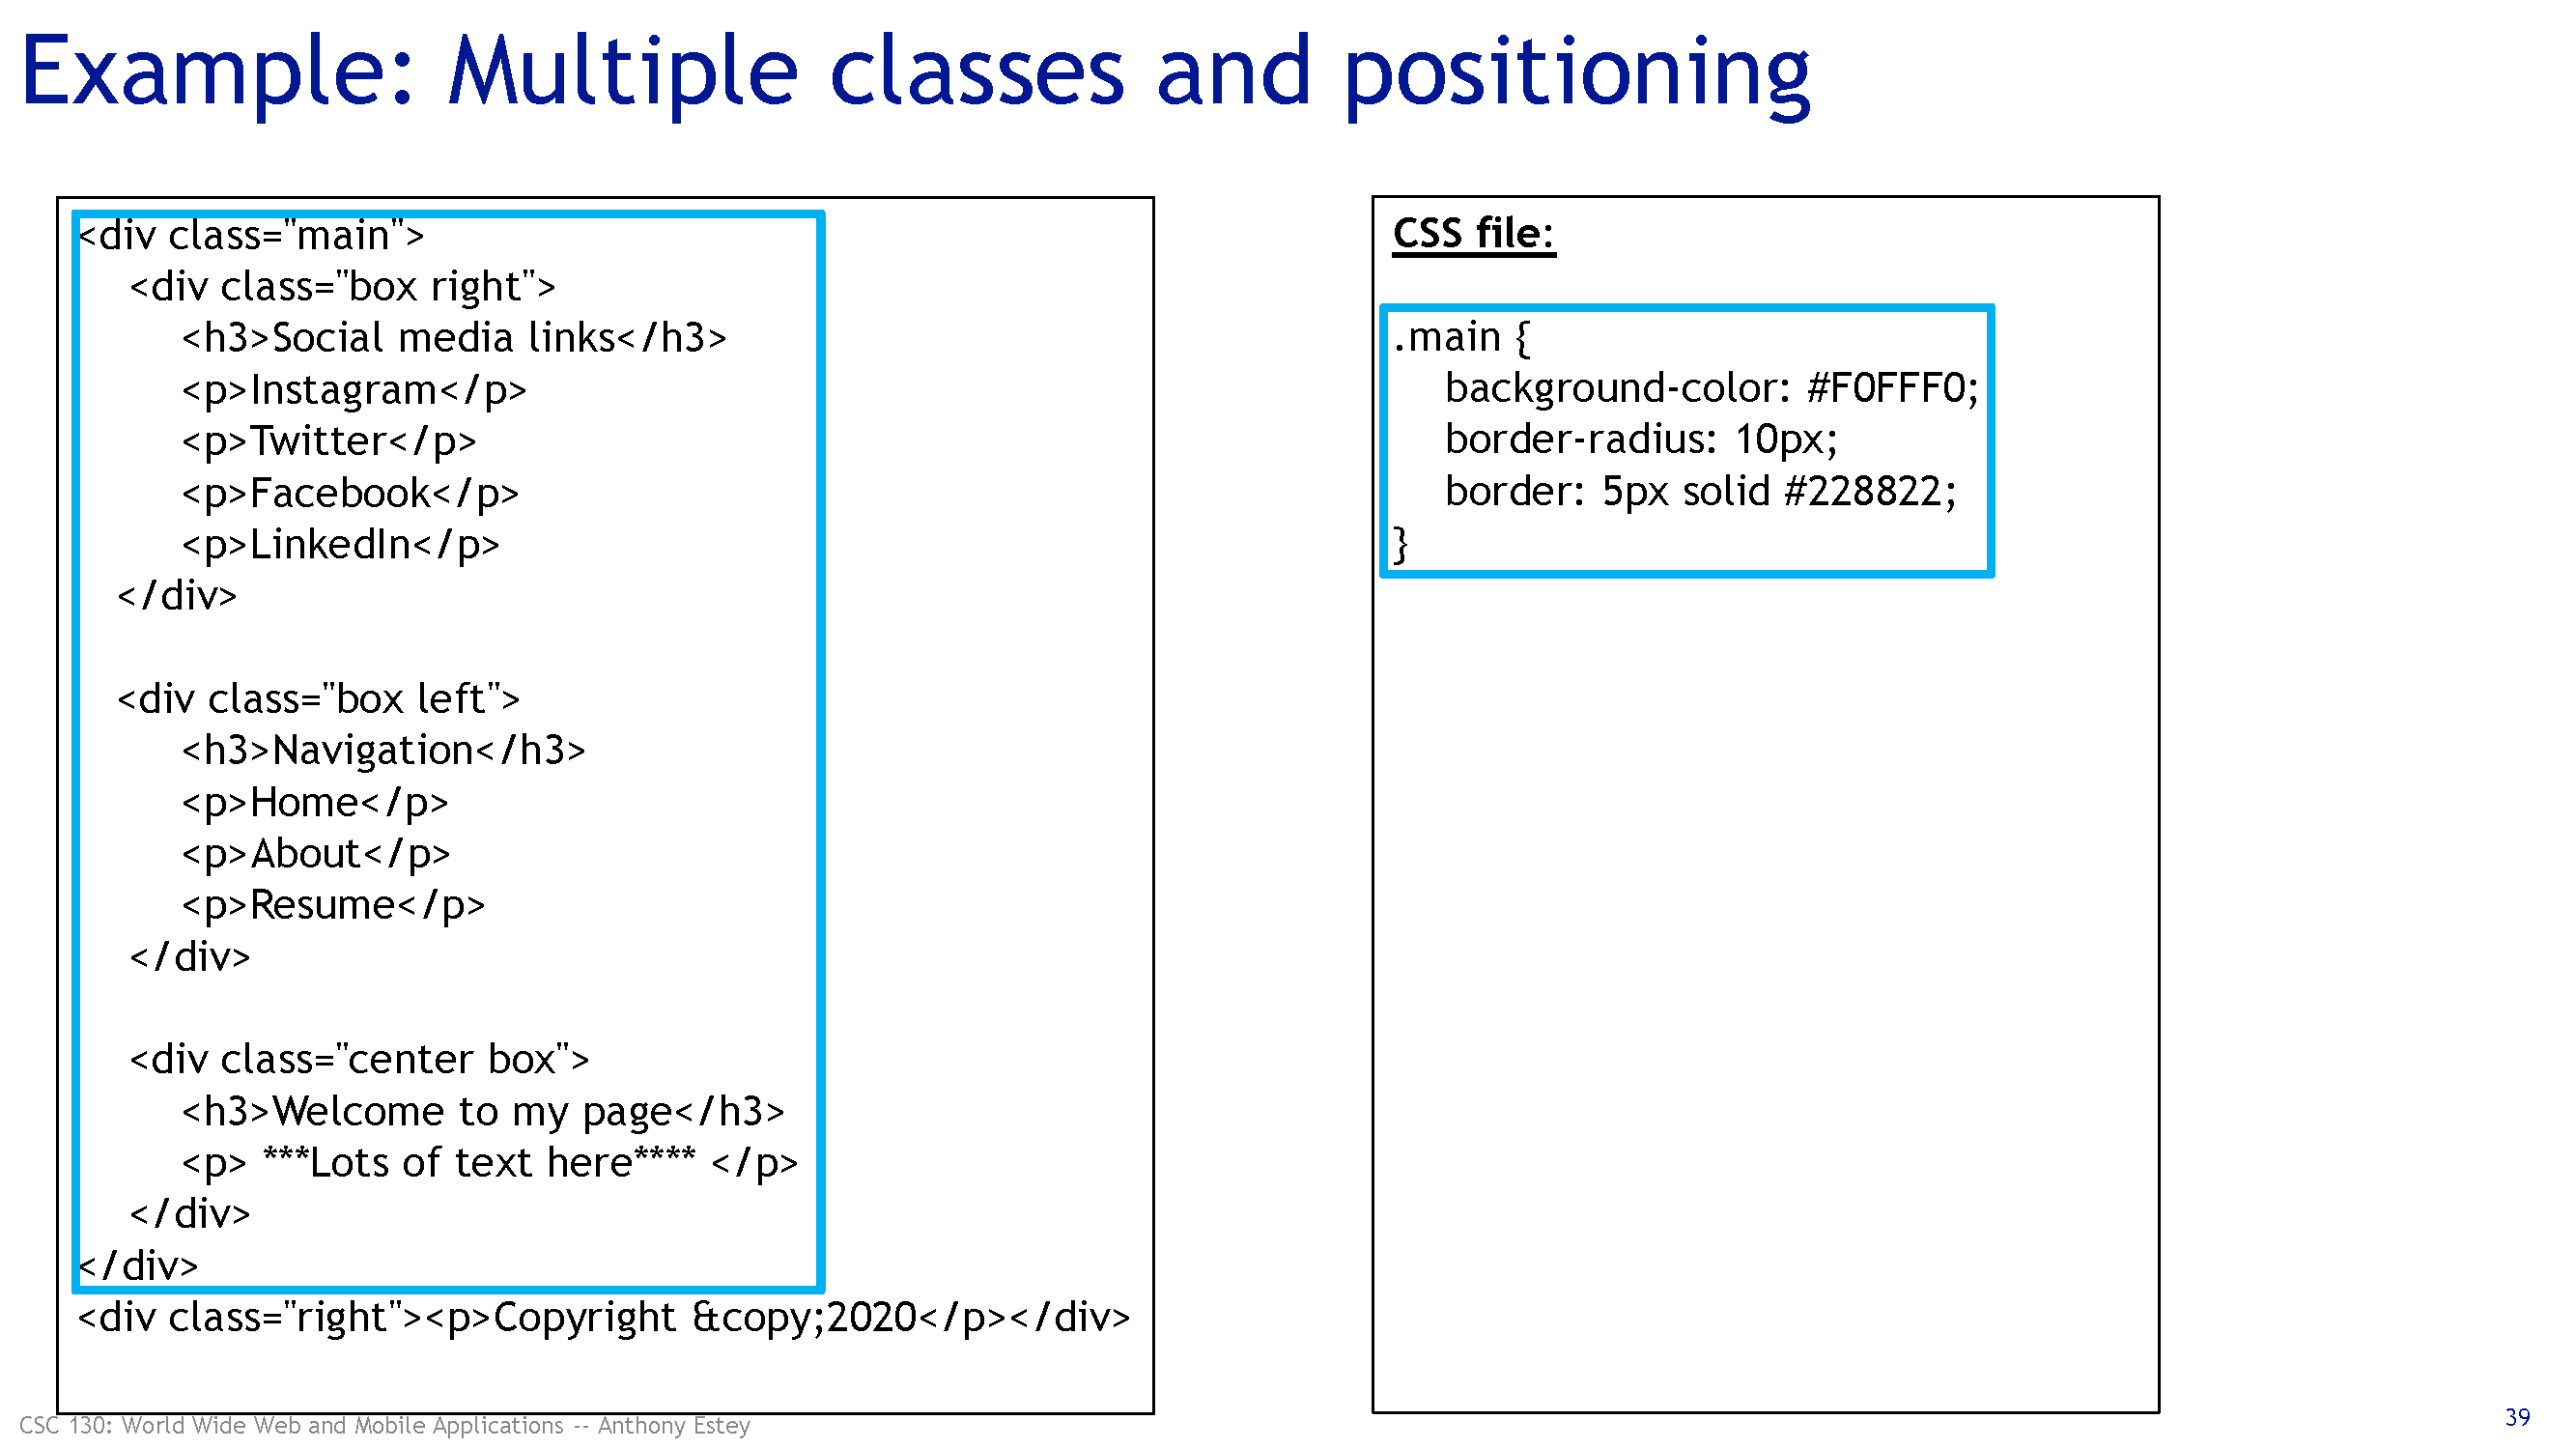 Example: Multiple classes and positioning
<div class="main">
<div class="box right">
<h3>Social media links</h3>
<p>Instagram</p>
<p>Twitter</p>
<p>Facebook</p>
<p>LinkedIn</p>
</div>
<div class="box left">
<h3>Navigation</h3>
<p>Home</p>
<p>About</p>
<p>Resume</p>
</div>
<div class="center box">
<h3>Welcome to my page</h3>
<p> ***Lots of text here**** </p>
</div>
</div>
<div class="right"><p>Copyright &copy;2020</p></div>
CSS file:
.main {
background-color: #F0FFF0;
border-radius: 10px;
border: 5px solid #228822;
}
CSC 130: World Wide Web and Mobile Applications -- Anthony Estey
39